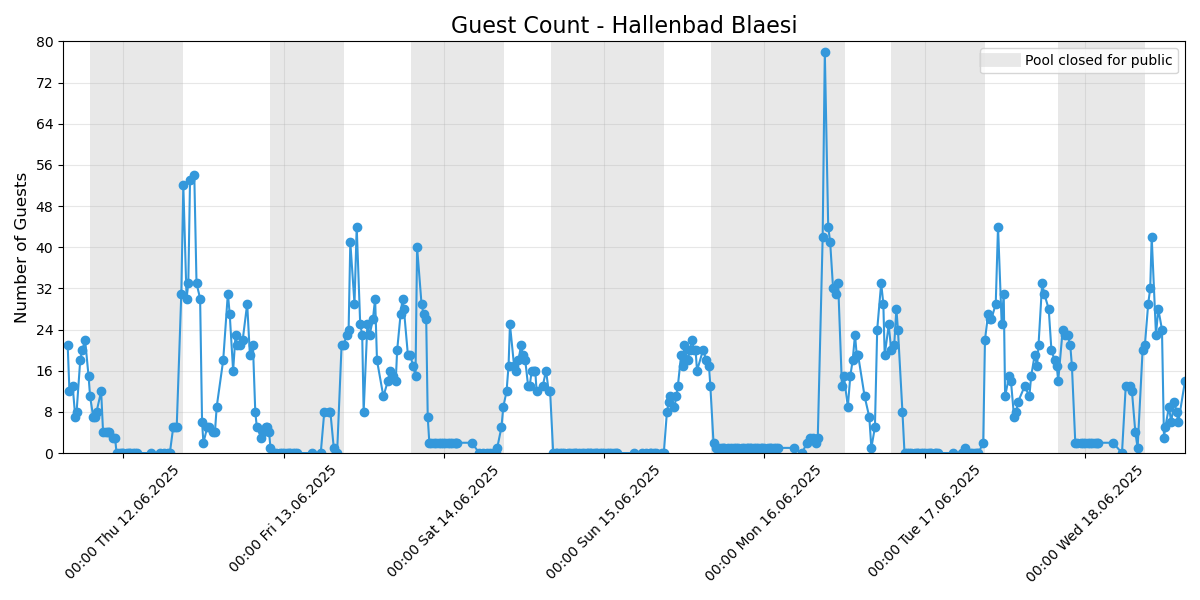 Guest Count - Hallenbad Blaesi
Pool closed for public
Number of Guests
80
72
64
56
48
40
32
24
16
8
0
00:00 Thu 12.06.2025
00:00 Fri 13.06.2025
00:00 Sat 14.06.2025
00:00 Sun 15.06.2025
00:00 Mon 16.06.2025
00:00 Tue 17.06.2025
00:00 Wed 18.06.2025